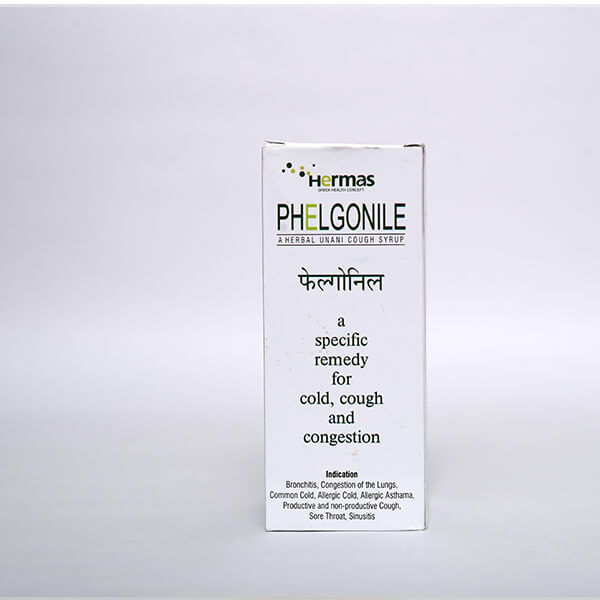 Hermas
GREEK HEALTH CONCEPT
PHELGONILE
A HERBAL UNANI COUGH SYRUP
फेल्गोनिल
a
specific
remedy
for
cold, cough
and
congestion
Indication
Bronchitis, Congestion of the Lungs,
Common Cold, Allergic Cold, Allergic Asthama,
Productive and non-productive Cough,
Sore Throat, Sinusitis